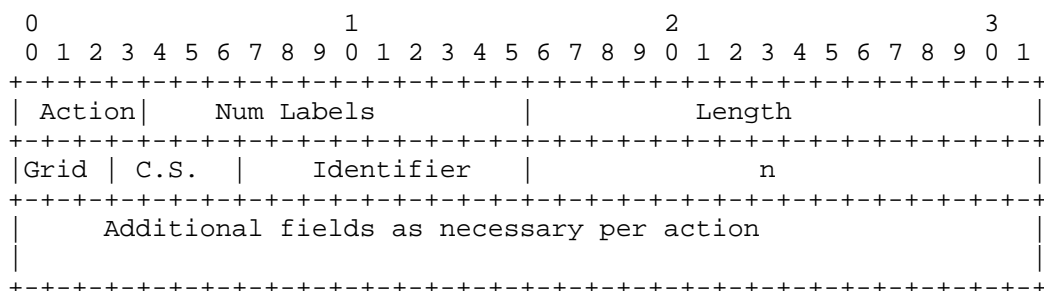 0                   1                   2                   3
 0 1 2 3 4 5 6 7 8 9 0 1 2 3 4 5 6 7 8 9 0 1 2 3 4 5 6 7 8 9 0 1
+-+-+-+-+-+-+-+-+-+-+-+-+-+-+-+-+-+-+-+-+-+-+-+-+-+-+-+-+-+-+-+-+
| Action|    Num Labels         |          Length               |
+-+-+-+-+-+-+-+-+-+-+-+-+-+-+-+-+-+-+-+-+-+-+-+-+-+-+-+-+-+-+-+-+
|Grid | C.S.  |    Identifier   |              n                |
+-+-+-+-+-+-+-+-+-+-+-+-+-+-+-+-+-+-+-+-+-+-+-+-+-+-+-+-+-+-+-+-+
|     Additional fields as necessary per action                 |
|                                                               |
+-+-+-+-+-+-+-+-+-+-+-+-+-+-+-+-+-+-+-+-+-+-+-+-+-+-+-+-+-+-+-+-+